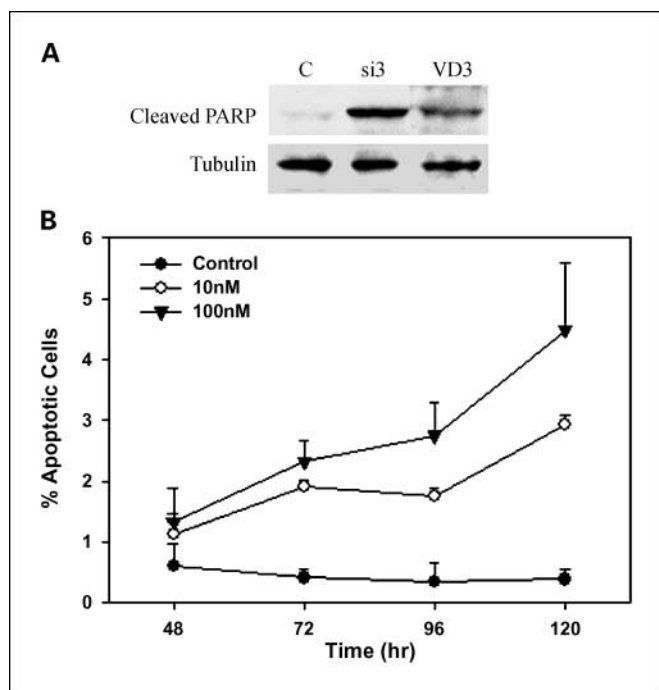 A
C si3 VD3
Cleaved PARP
Tubulin
B
6
5
4
3
2
1
0
% Apoptotic Cells
Control
10nM
100nM
48 72 96 120
Time (hr)